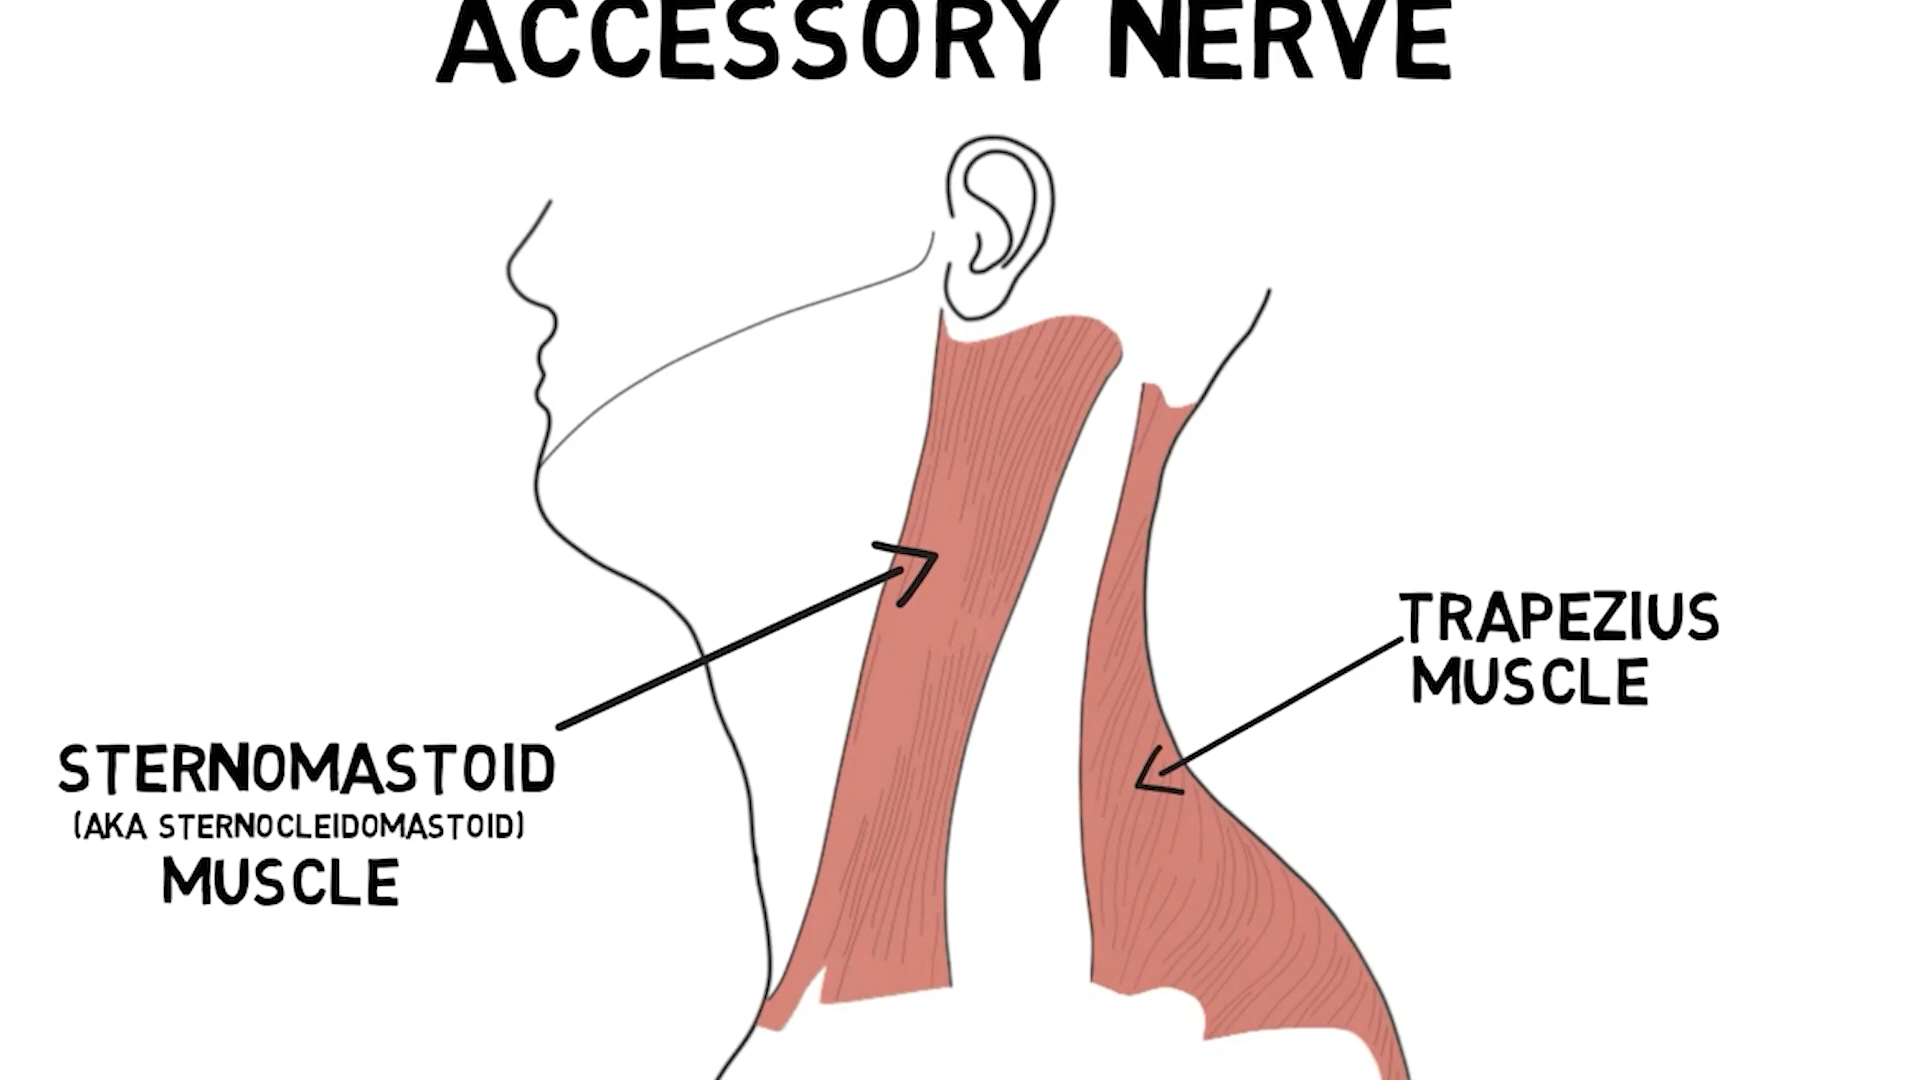 ACCESSORY NERVE
TRAPEZIUS
MUSCLE
STERNOMASTOID
(AKA STERNOCLEIDOMASTOID)
MUSCLE